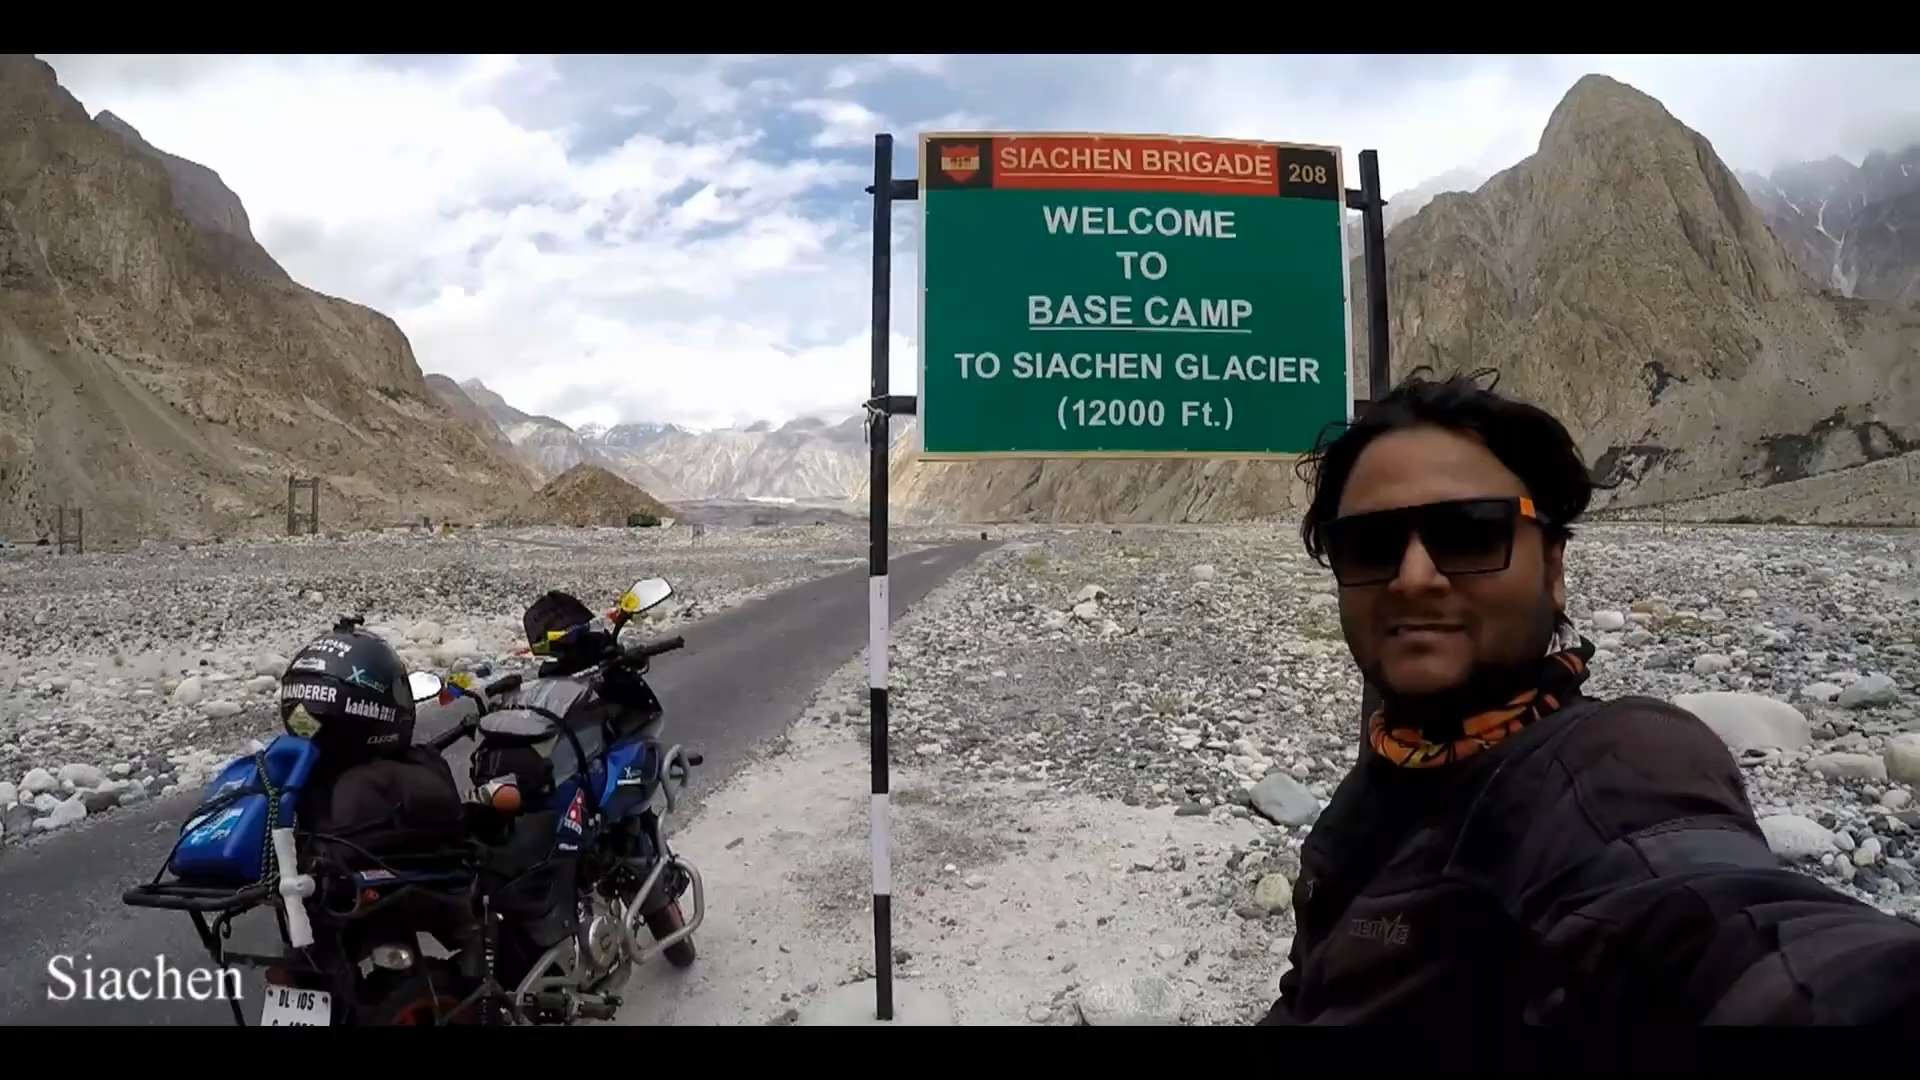 SIACHEN BRIGADE 208
WELCOME
TO
BASE CAMP
TO SIACHEN GLACIER
(12000 Ft.)
WANDERER
Ladakh
Siachen
DL 10S